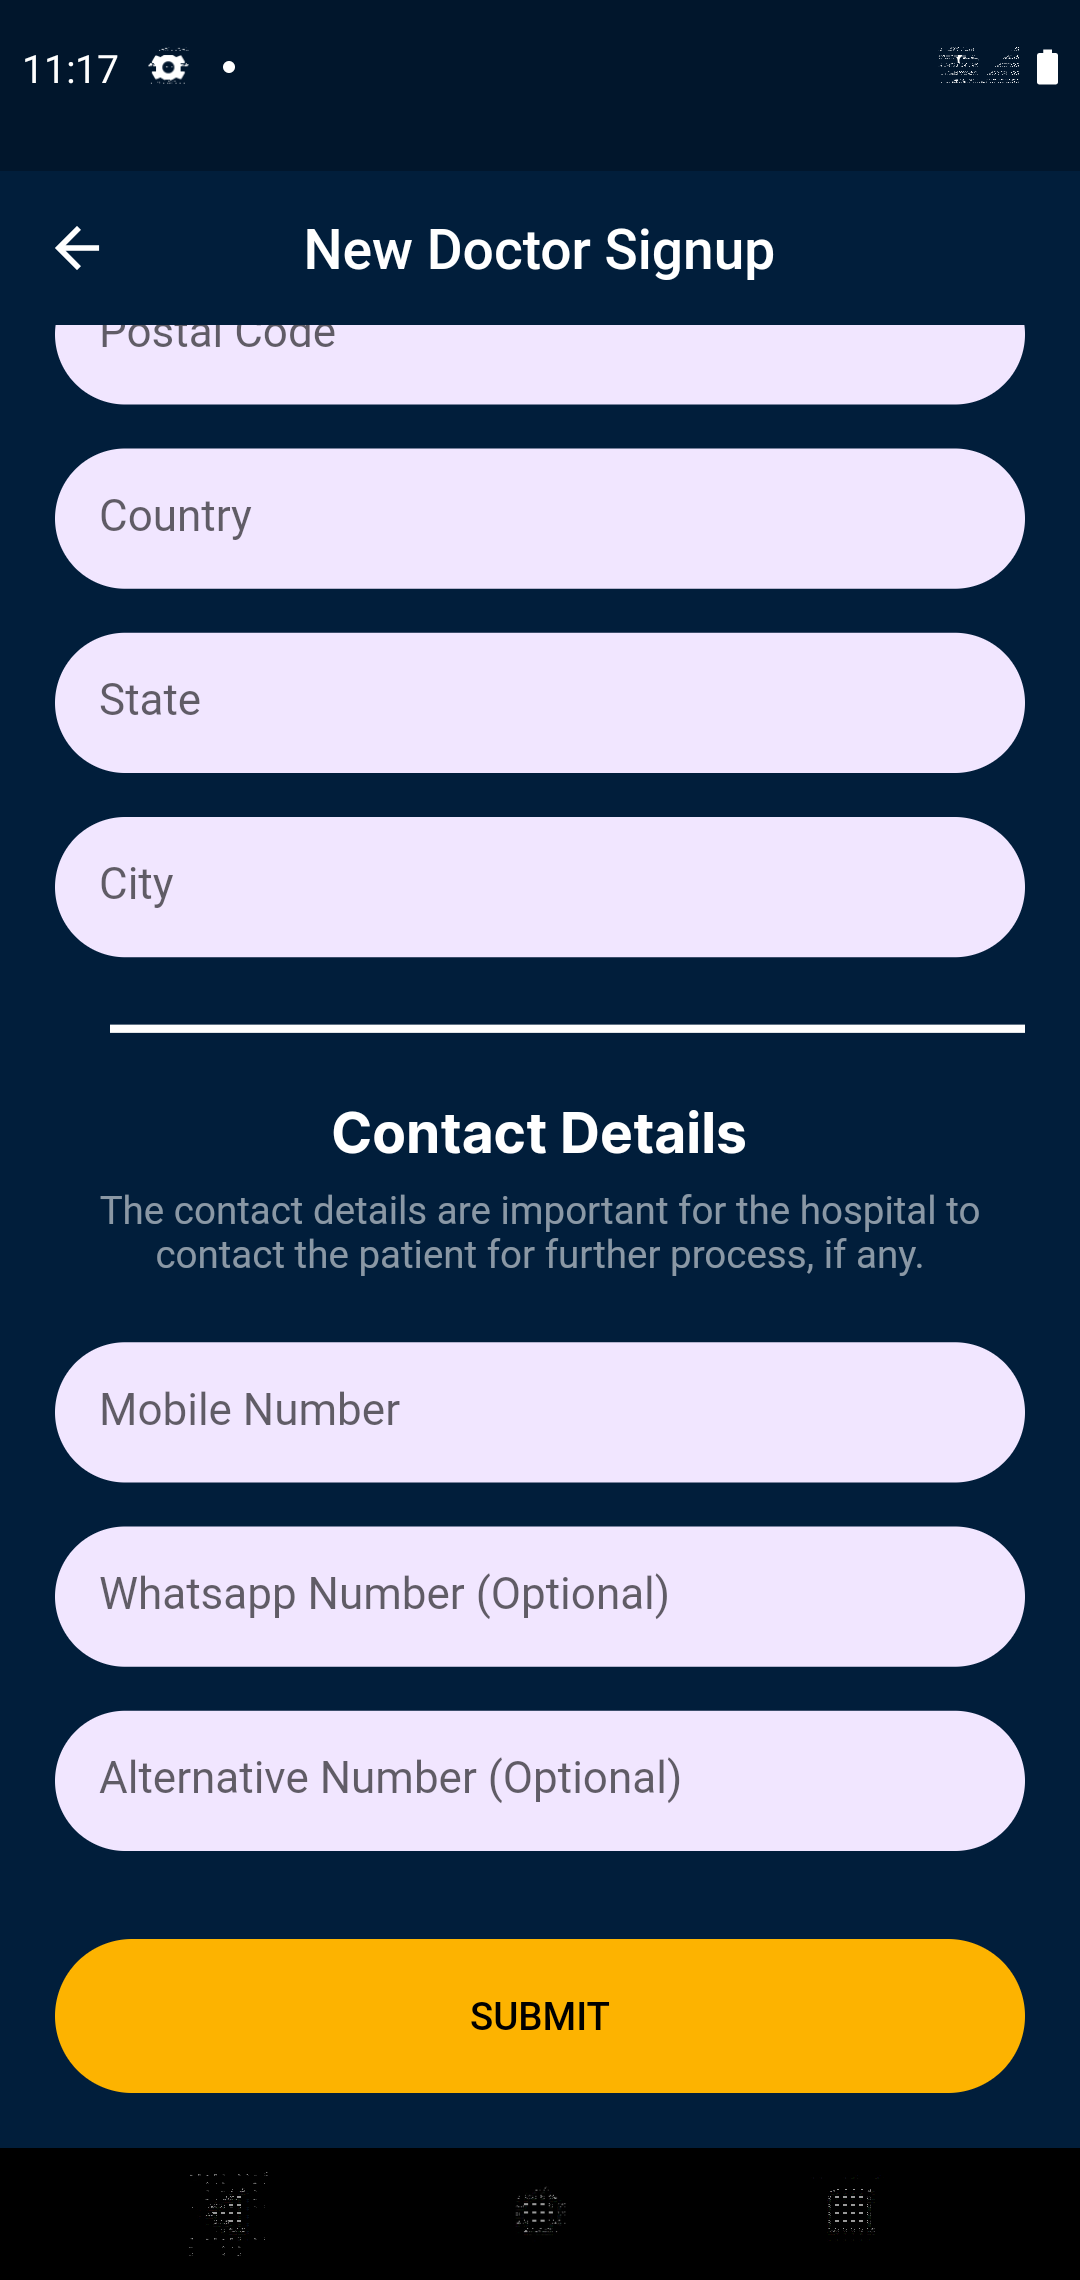 11:17
New Doctor Signup
Postal Code
Country
State
City
Contact Details
The contact details are important for the hospital to
contact the patient for further process, if any.
Mobile Number
Whatsapp Number (Optional)
Alternative Number (Optional)
SUBMIT